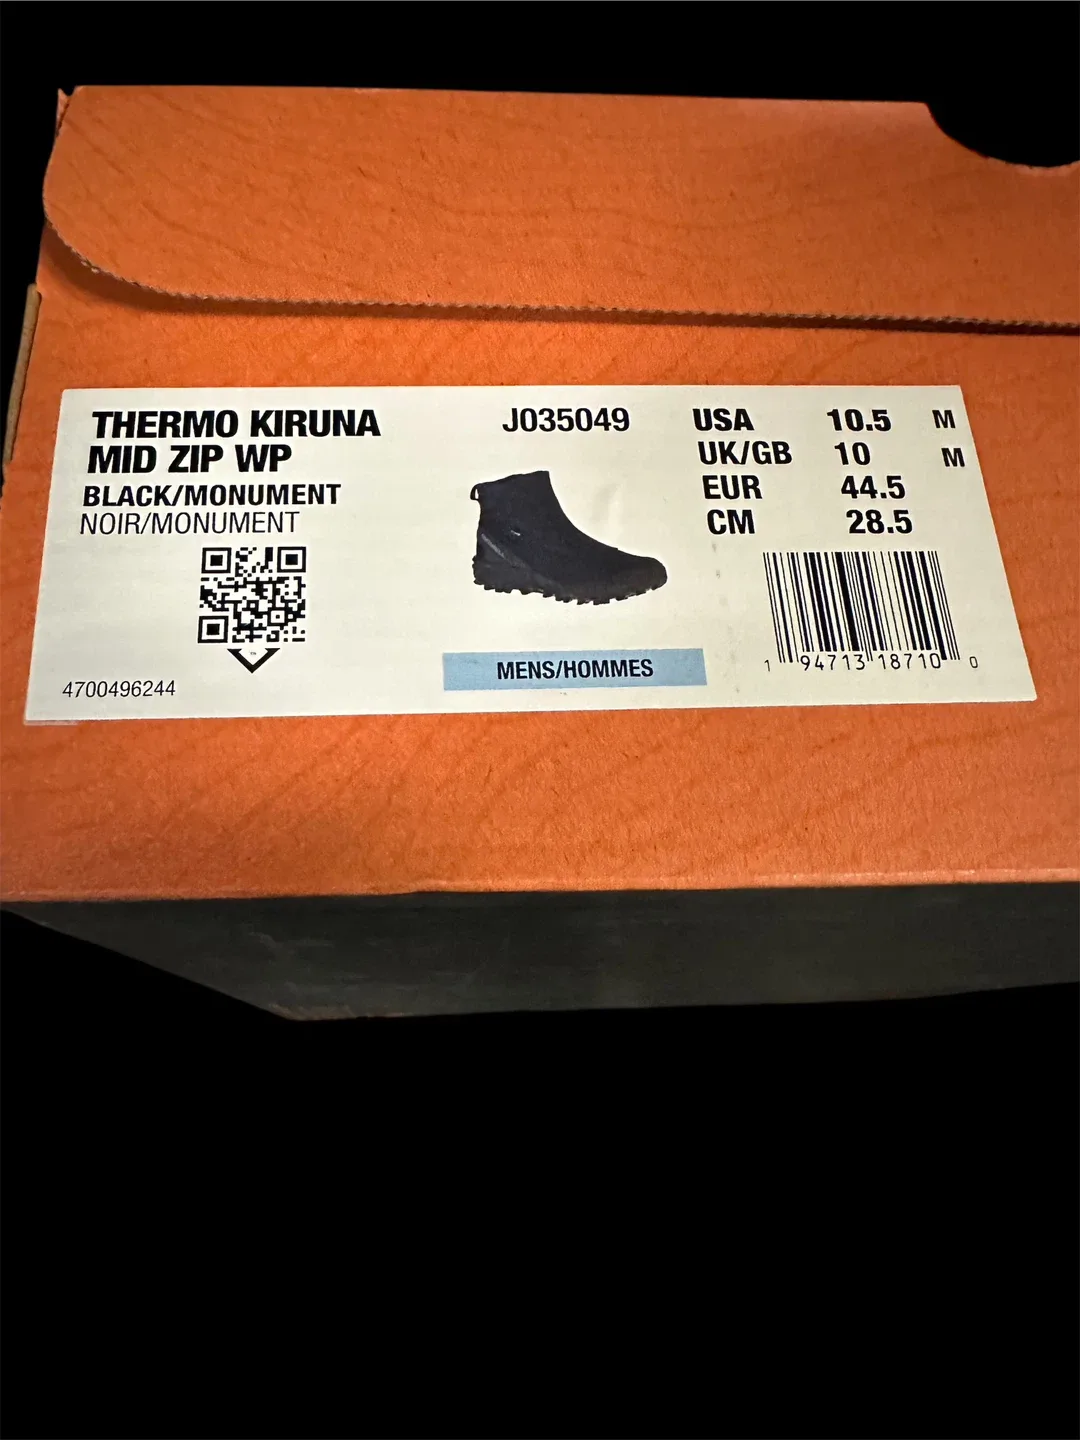 THERMO KIRUNA
MID ZIP WP
BLACK/MONUMENT
NOIR/MONUMENT
4700496244
J035049
MENS/HOMMES
USA 10.5 M
UK/GB 10 M
EUR 44.5
CM 28.5
1 94713 18710 0